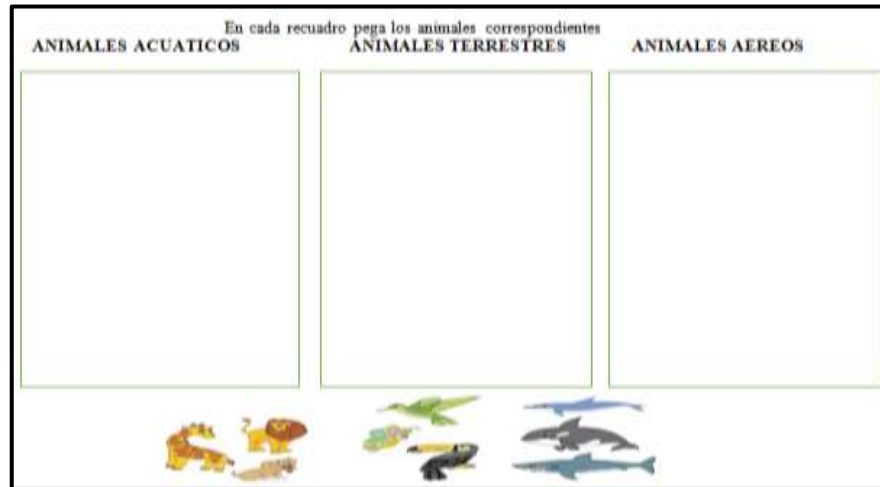 En cada recuadro pega los animales correspondientes
ANIMALES ACUATICOS
ANIMALES TERRESTRES
ANIMALES AEREOS